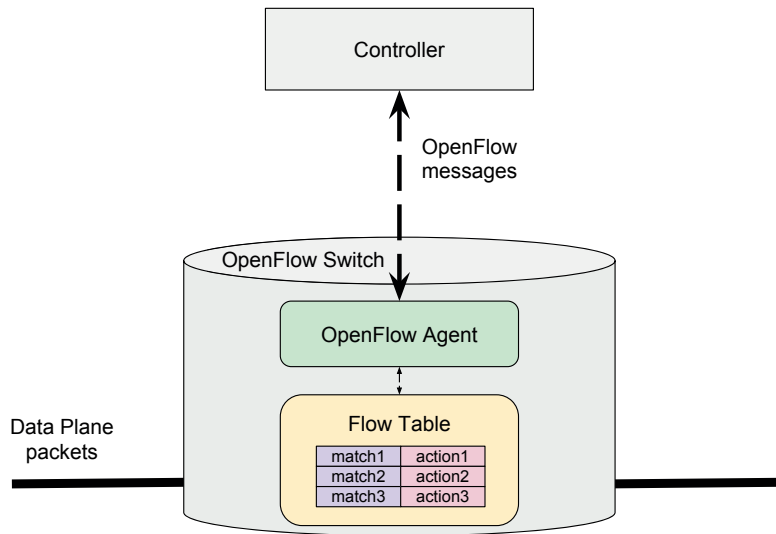 Controller
OpenFlow
messages
OpenFlow Switch
OpenFlow Agent
Data Plane
packets
Flow Table
match1 action1
match2 action2
match3 action3